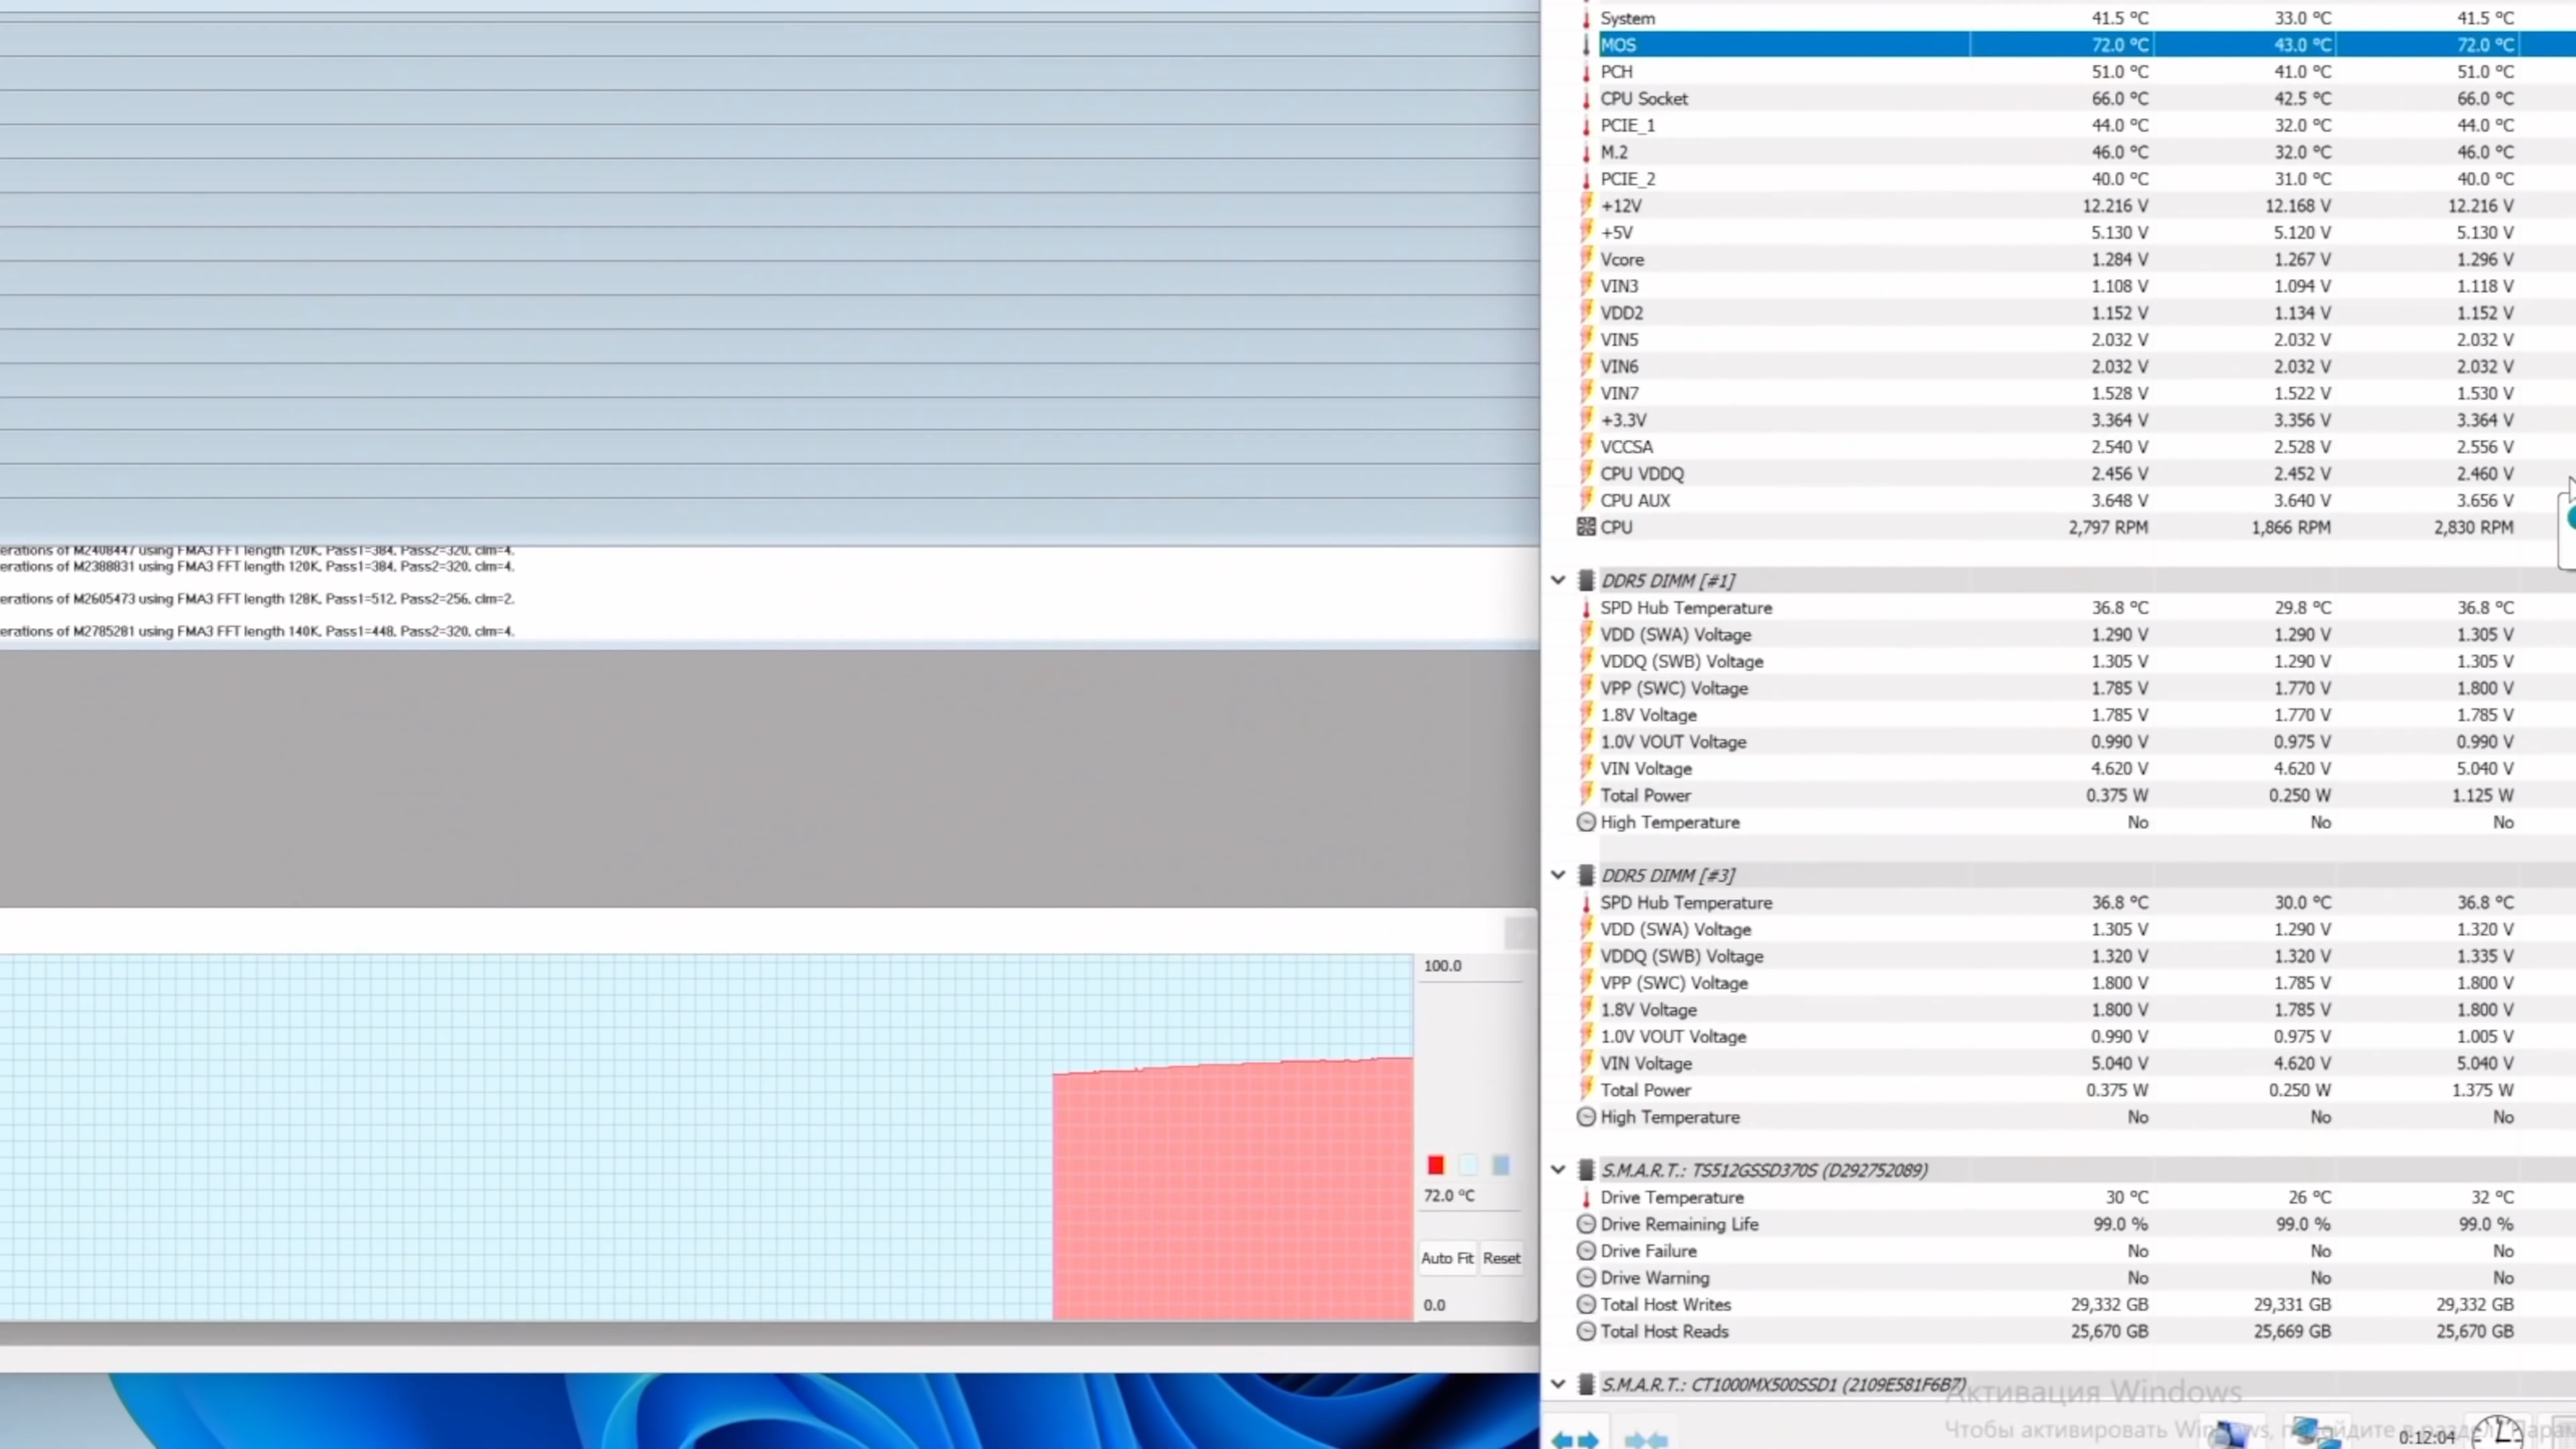 erations of M2408447 using FMA3 FFT length 120K, Pass1=384, Pass2=320, clm=4.
erations of M2388831 using FMA3 FFT length 120K, Pass1=384, Pass2=320, clm=4.
erations of M2605473 using FMA3 FFT length 128K, Pass1=512, Pass2=256, clm=2.
erations of M2785281 using FMA3 FFT length 140K, Pass1=448, Pass2=320, clm=4.
100.0
72.0 °C
Auto Fit Reset
0.0
System 41.5 °C 33.0 °C 41.5 °C
MOS 72.0 °C 43.0 °C 72.0 °C
PCH 51.0 °C 41.0 °C 51.0 °C
CPU Socket 66.0 °C 42.5 °C 66.0 °C
PCIE_1 44.0 °C 32.0 °C 44.0 °C
M.2 46.0 °C 32.0 °C 46.0 °C
PCIE_2 40.0 °C 31.0 °C 40.0 °C
+12V 12.216 V 12.168 V 12.216 V
+5V 5.130 V 5.120 V 5.130 V
Vcore 1.284 V 1.267 V 1.296 V
VIN3 1.108 V 1.094 V 1.118 V
VDD2 1.152 V 1.134 V 1.152 V
VIN5 2.032 V 2.032 V 2.032 V
VIN6 2.032 V 2.032 V 2.032 V
VIN7 1.528 V 1.522 V 1.530 V
+3.3V 3.364 V 3.356 V 3.364 V
VCCSA 2.540 V 2.528 V 2.556 V
CPU VDDQ 2.456 V 2.452 V 2.460 V
CPU AUX 3.648 V 3.640 V 3.656 V
CPU 2,797 RPM 1,866 RPM 2,830 RPM
DDR5 DIMM [#1]
SPD Hub Temperature 36.8 °C 29.8 °C 36.8 °C
VDD (SWA) Voltage 1.290 V 1.290 V 1.305 V
VDDQ (SWB) Voltage 1.305 V 1.290 V 1.305 V
VPP (SWC) Voltage 1.785 V 1.770 V 1.800 V
1.8V Voltage 1.785 V 1.770 V 1.785 V
1.0V VOUT Voltage 0.990 V 0.975 V 0.990 V
VIN Voltage 4.620 V 4.620 V 5.040 V
Total Power 0.375 W 0.250 W 1.125 W
High Temperature No No No
DDR5 DIMM [#3]
SPD Hub Temperature 36.8 °C 30.0 °C 36.8 °C
VDD (SWA) Voltage 1.305 V 1.290 V 1.320 V
VDDQ (SWB) Voltage 1.320 V 1.320 V 1.335 V
VPP (SWC) Voltage 1.800 V 1.785 V 1.800 V
1.8V Voltage 1.800 V 1.785 V 1.800 V
1.0V VOUT Voltage 0.990 V 0.975 V 1.005 V
VIN Voltage 5.040 V 4.620 V 5.040 V
Total Power 0.375 W 0.250 W 1.375 W
High Temperature No No No
S.M.A.R.T.: TS512GSSD370S (D292752089)
Drive Temperature 30 °C 26 °C 32 °C
Drive Remaining Life 99.0 % 99.0 % 99.0 %
Drive Failure No No No
Drive Warning No No No
Total Host Writes 29,332 GB 29,331 GB 29,332 GB
Total Host Reads 25,670 GB 25,669 GB 25,670 GB
S.M.A.R.T.: CT1000MX500SSD1 (2109E581F6B7)
Активация Windows
Чтобы активировать в раздел
0:12:04